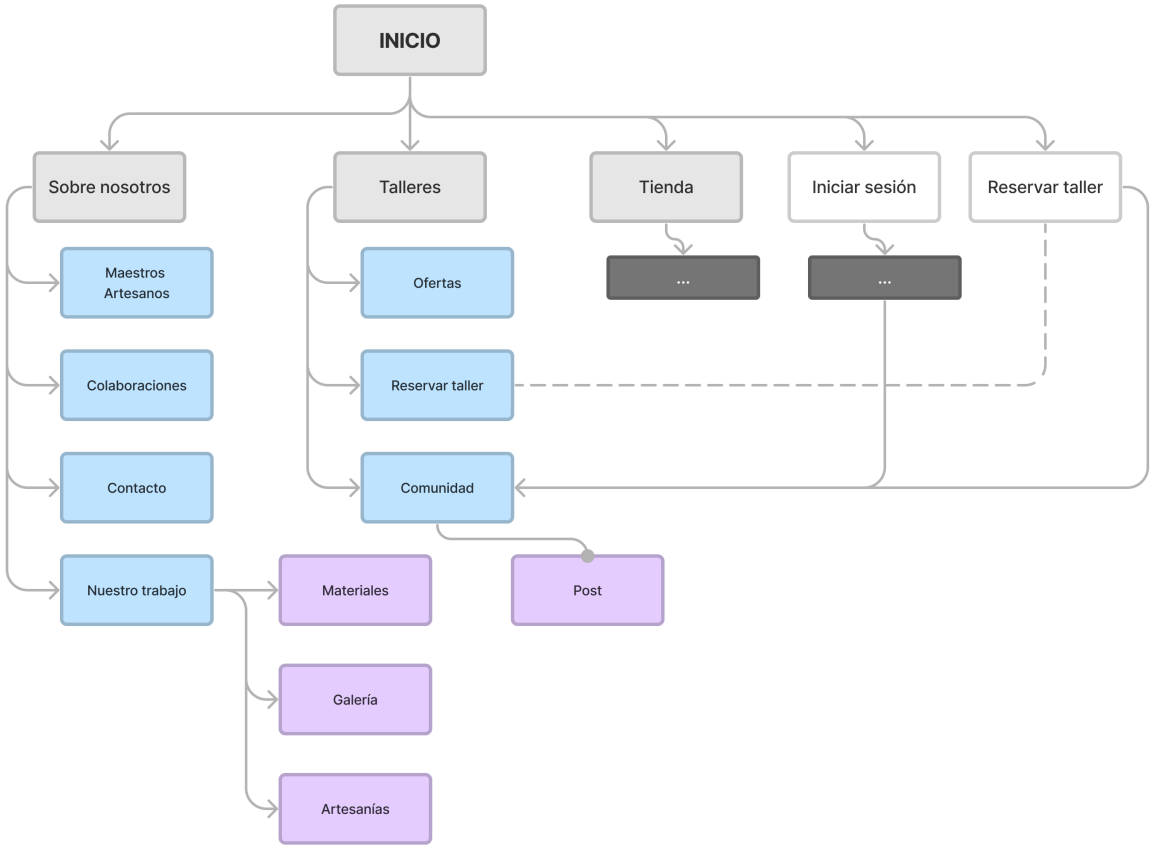 INICIO
Sobre nosotros
Talleres
Tienda
Iniciar sesión
Reservar taller
Maestros
Artesanos
Ofertas
...
...
Colaboraciones
Reservar taller
Contacto
Comunidad
Nuestro trabajo
Materiales
Post
Galería
Artesanías